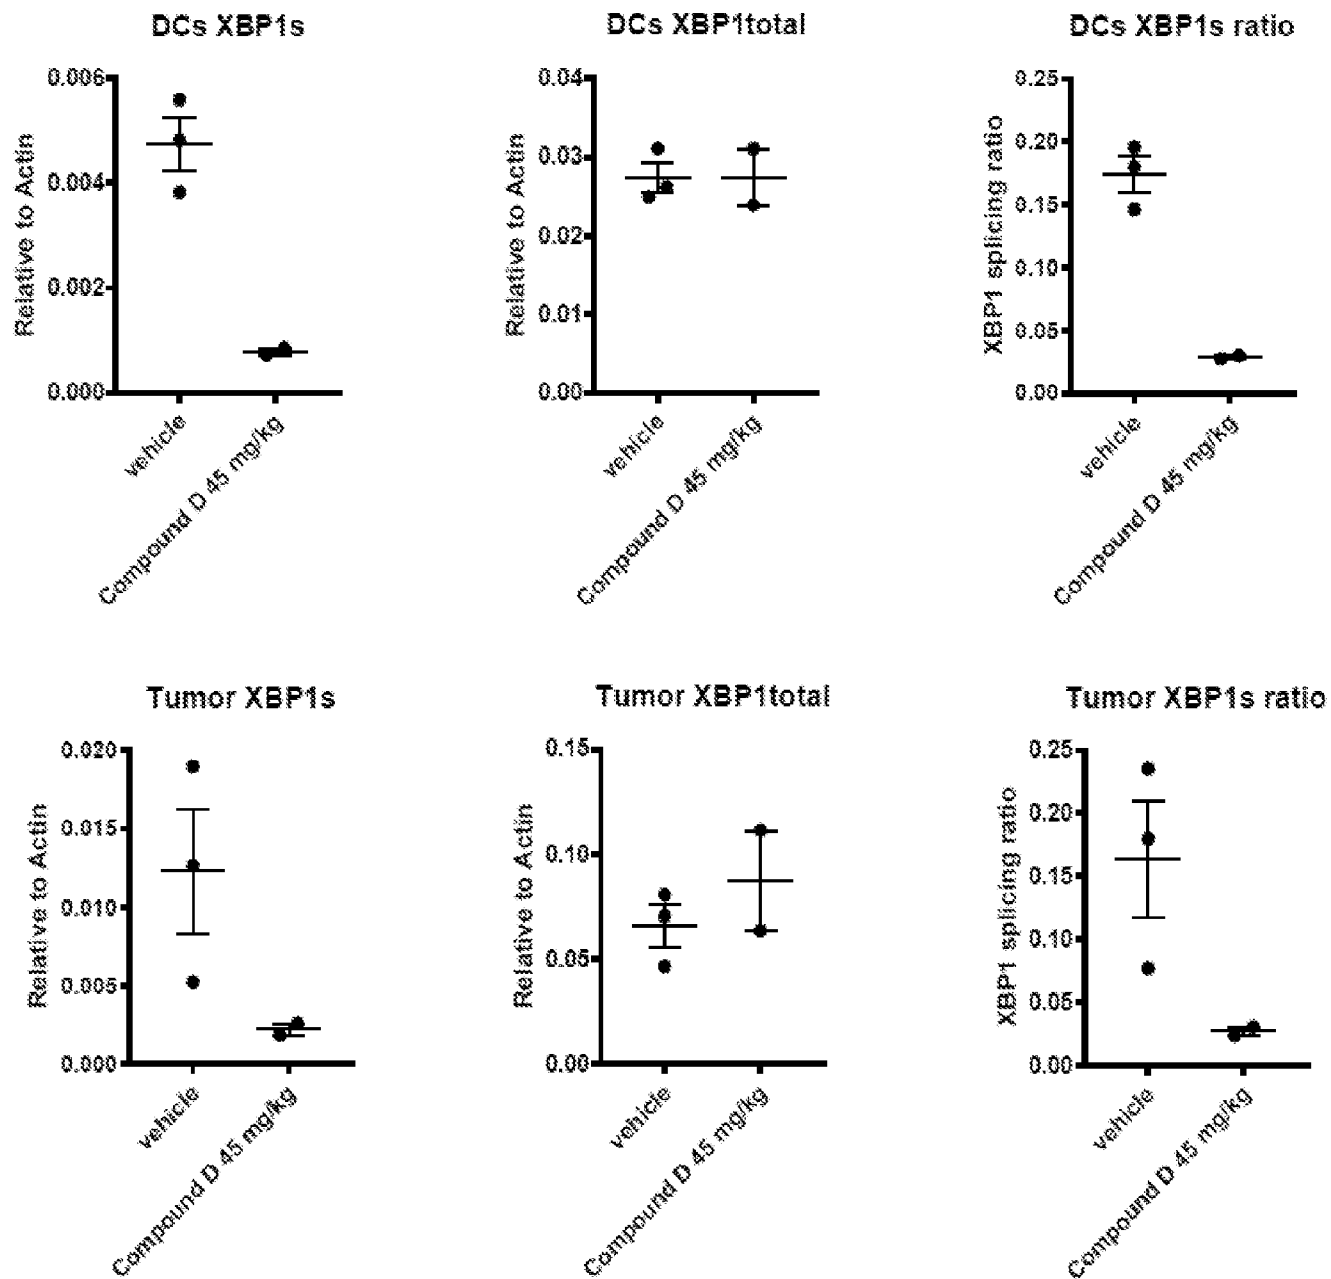 DCs XBP1s
DCs XBP1total
DCs XBP1s ratio
Relative to Actin
0.006
0.004
0.002
0.000
vehicle
Compound D 45 mg/kg
Relative to Actin
0.04
0.03
0.02
0.01
0.00
vehicle
Compound D 45 mg/kg
XBP1 splicing ratio
0.25
0.20
0.15
0.10
0.05
0.00
vehicle
Compound D 45 mg/kg
Tumor XBP1s
Tumor XBP1total
Tumor XBP1s ratio
Relative to Actin
0.020
0.015
0.010
0.005
0.000
vehicle
Compound D 45 mg/kg
Relative to Actin
0.15
0.10
0.05
0.00
vehicle
Compound D 45 mg/kg
XBP1 splicing ratio
0.25
0.20
0.15
0.10
0.05
0.00
vehicle
Compound D 45 mg/kg